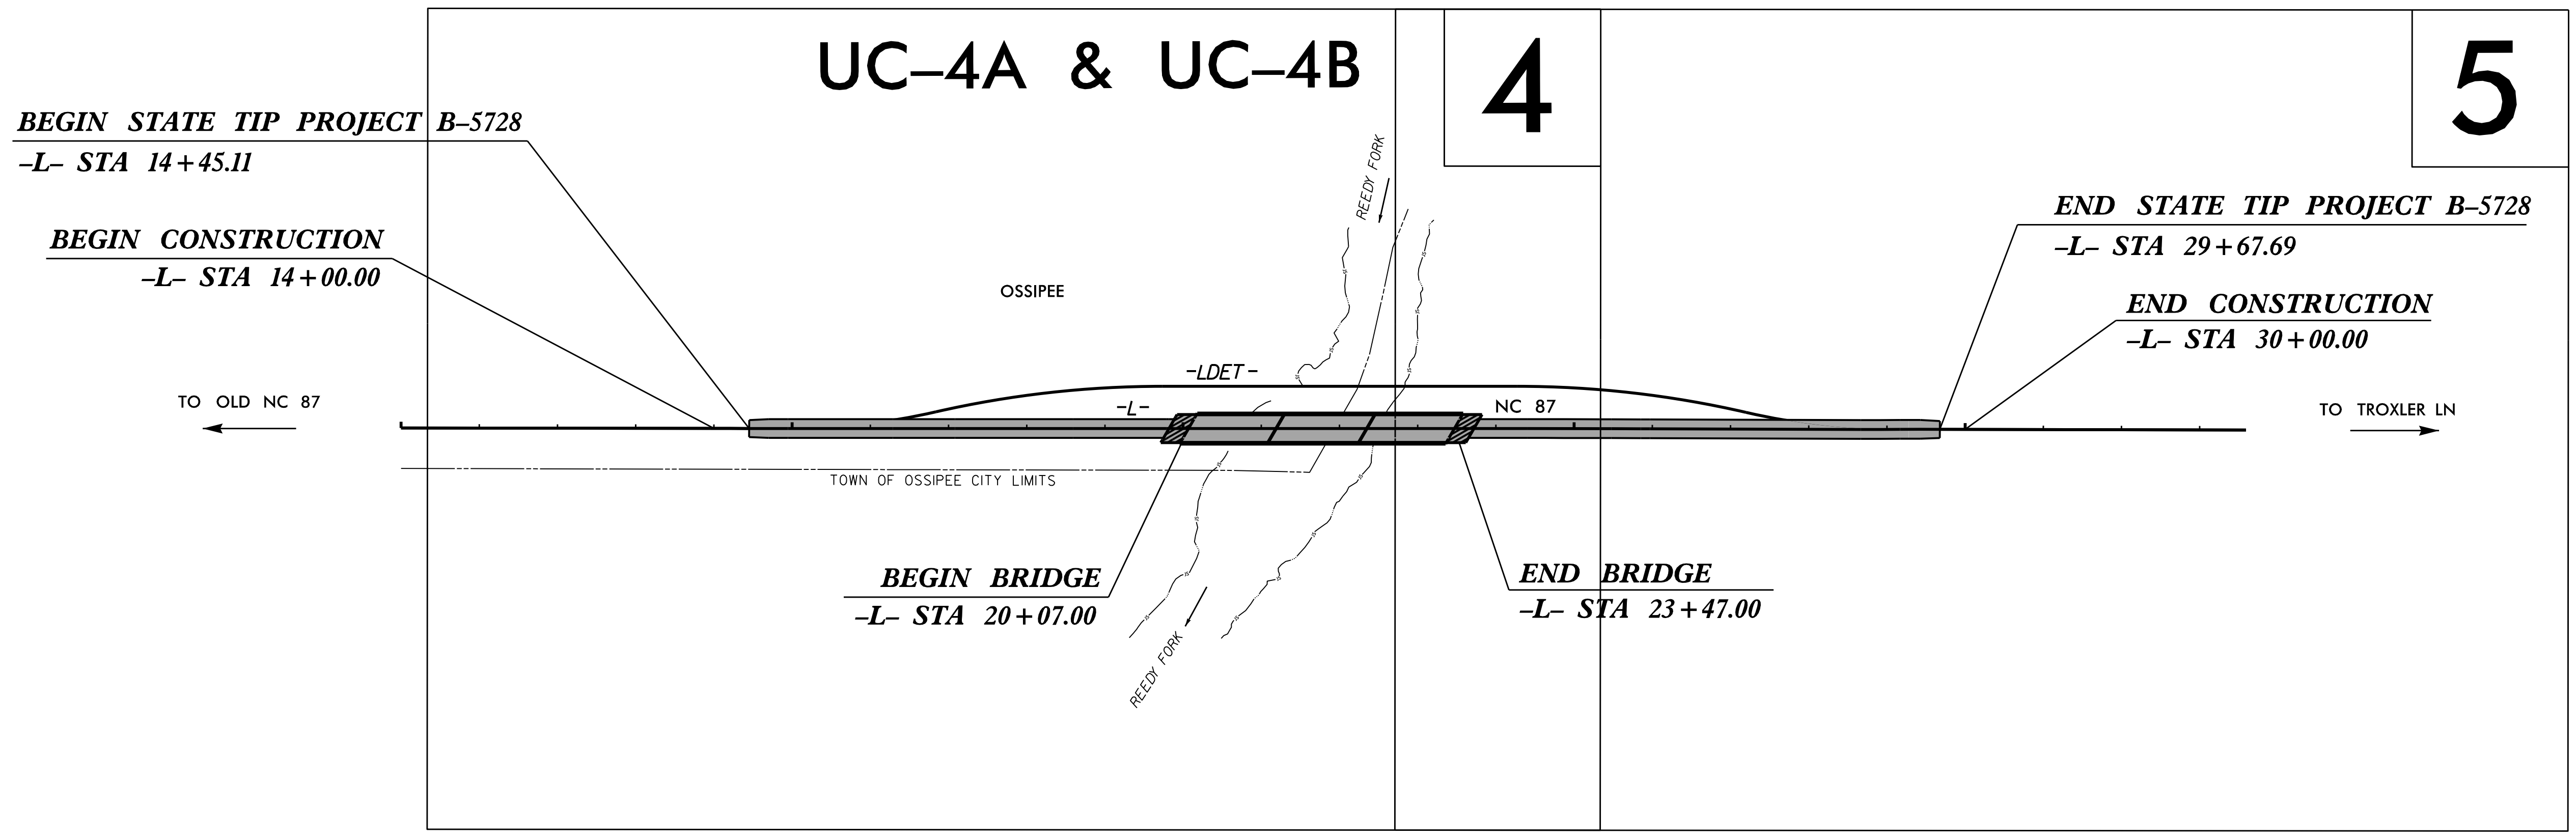 UC–4A & UC–4B
4
5
BEGIN STATE TIP PROJECT B–5728
–L– STA 14+45.11
BEGIN CONSTRUCTION
–L– STA 14+00.00
REEDY FORK
OSSIPEE
END STATE TIP PROJECT B–5728
–L– STA 29+67.69
END CONSTRUCTION
–L– STA 30+00.00
TO OLD NC 87
-LDET-
-L-
NC 87
TO TROXLER LN
TOWN OF OSSIPEE CITY LIMITS
BEGIN BRIDGE
–L– STA 20+07.00
END BRIDGE
–L– STA 23+47.00
REEDY FORK